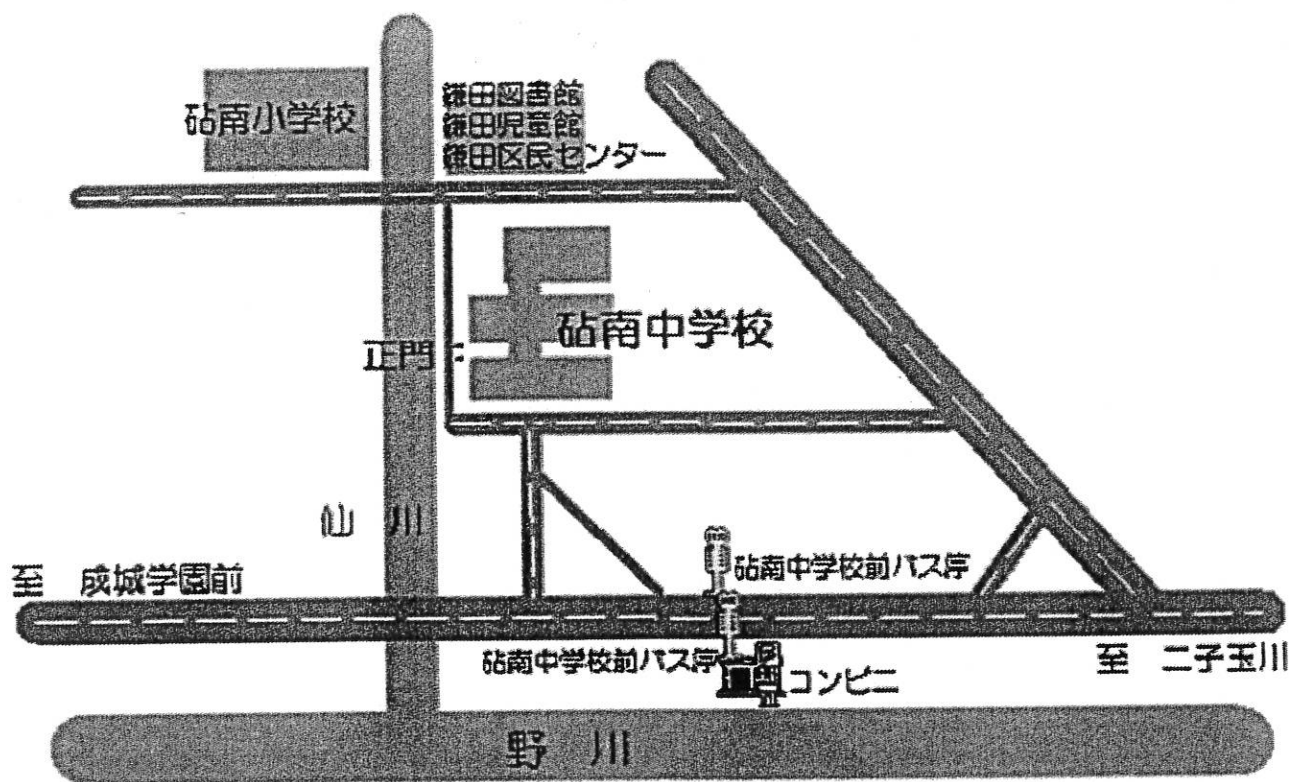 砧南小学校
鎌田図書館
鎌田児童館
鎌田区民センター
砧南中学校
正門
仙川
至 成城学園前
砧南中学校前バス停
砧南中学校前バス停
コンビニ
至 二子玉川
野川